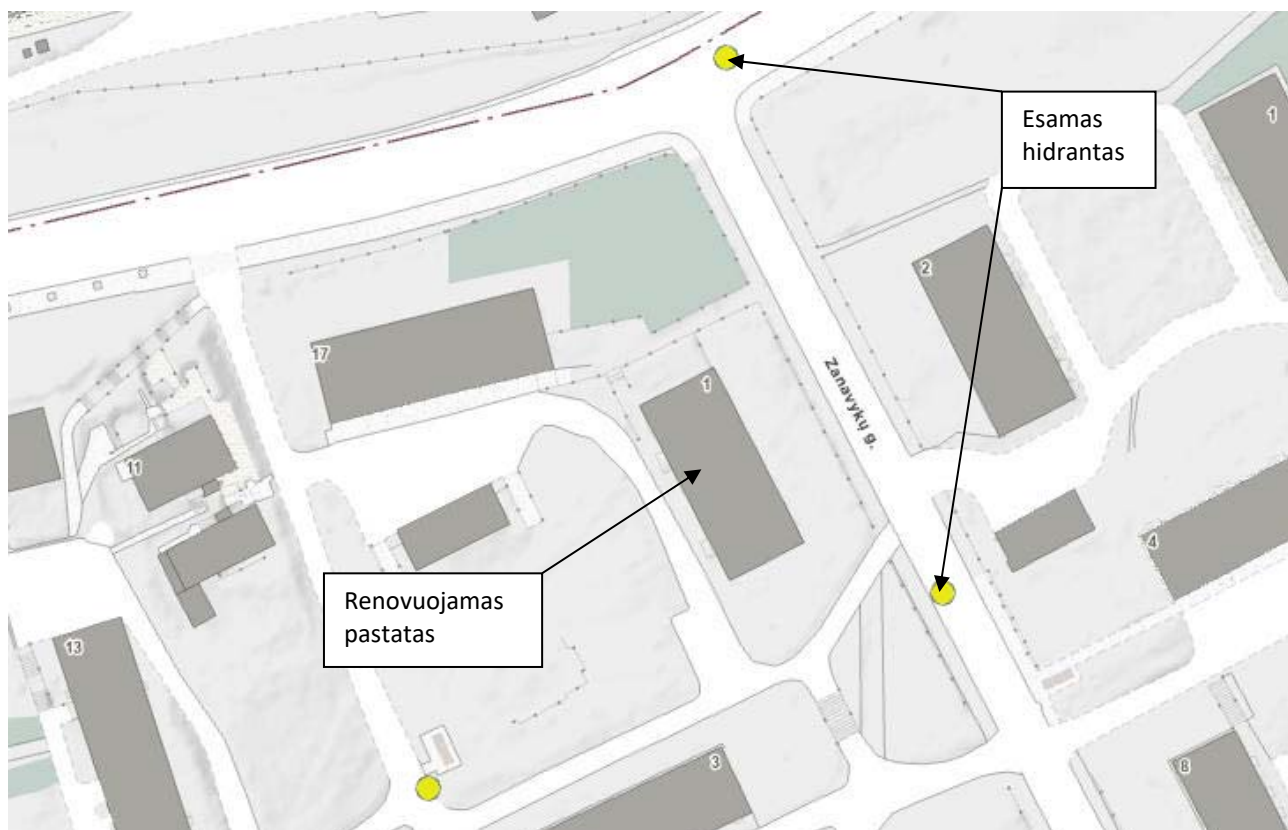 Esamas
hidrantas
1
2
17
1
Zanavykų g.
11
4
Renovuojamas
pastatas
13
3
8